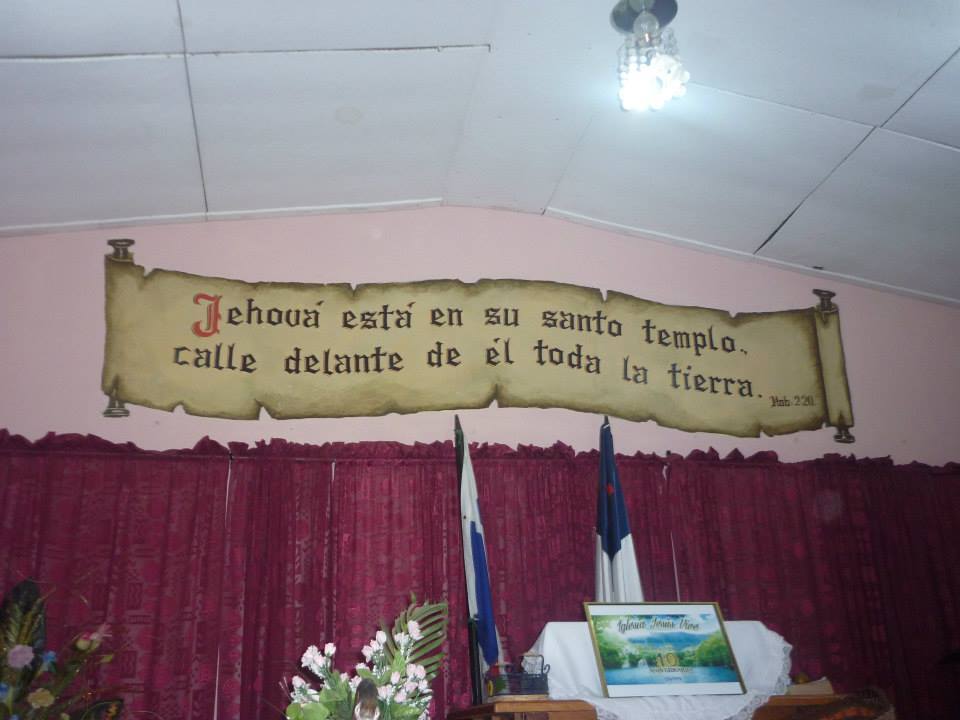 Jehová está en su santo templo.,
calle delante de él toda la tierra.
Hab. 2:20.
Iglesia Jesús Vive
10